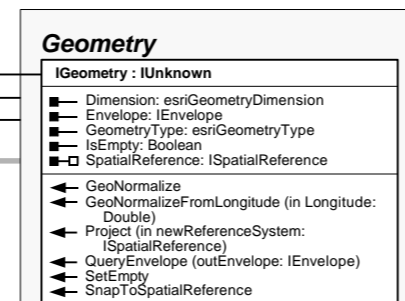 Geometry
IGeometry : IUnknown
Dimension: esriGeometryDimension
Envelope: IEnvelope
GeometryType: esriGeometryType
IsEmpty: Boolean
SpatialReference: ISpatialReference
GeoNormalize
GeoNormalizeFromLongitude (in Longitude:
Double)
Project (in newReferenceSystem:
ISpatialReference)
QueryEnvelope (outEnvelope: IEnvelope)
SetEmpty
SnapToSpatialReference